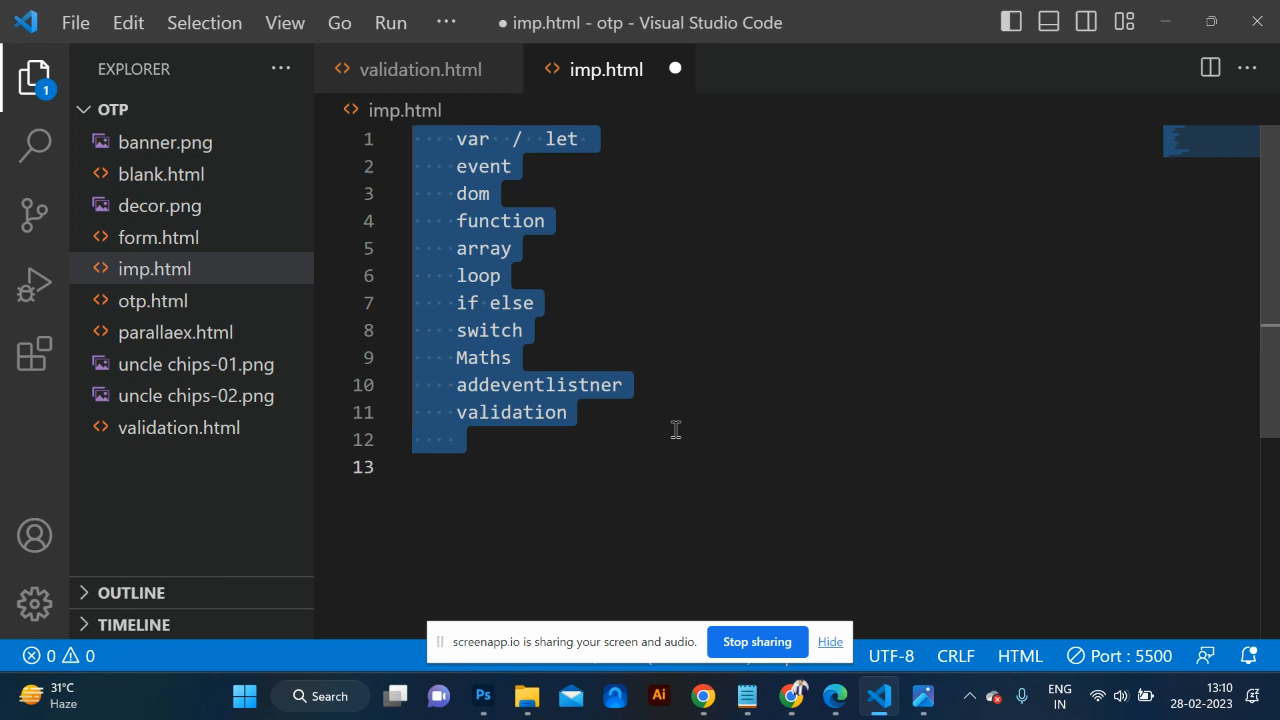 File Edit Selection View Go Run ··· ● imp.html - otp - Visual Studio Code
EXPLORER ···
validation.html
imp.html ●
1
OTP
banner.png
blank.html
decor.png
form.html
imp.html
otp.html
parallaex.html
uncle chips-01.png
uncle chips-02.png
validation.html
OUTLINE
TIMELINE
imp.html
1 var / let
2 event
3 dom
4 function
5 array
6 loop
7 if else
8 switch
9 Maths
10 addeventlistner
11 validation
12
13
screenapp.io is sharing your screen and audio. Stop sharing Hide
0 0 UTF-8 CRLF HTML Port : 5500
31°C
Haze
Search
Ps
Ai
ENG
IN
13:10
28-02-2023